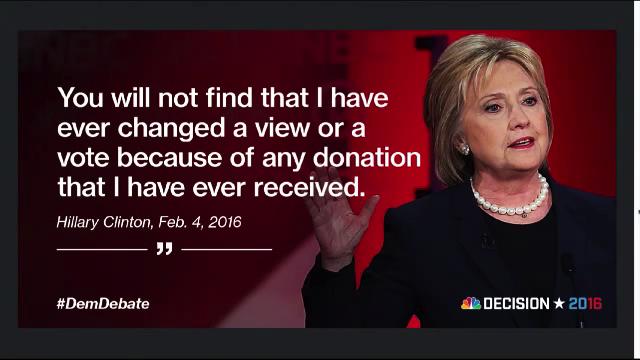 You will not find that I have
ever changed a view or a
vote because of any donation
that I have ever received.
Hillary Clinton, Feb. 4, 2016
”
#DemDebate
DECISION ★ 2016